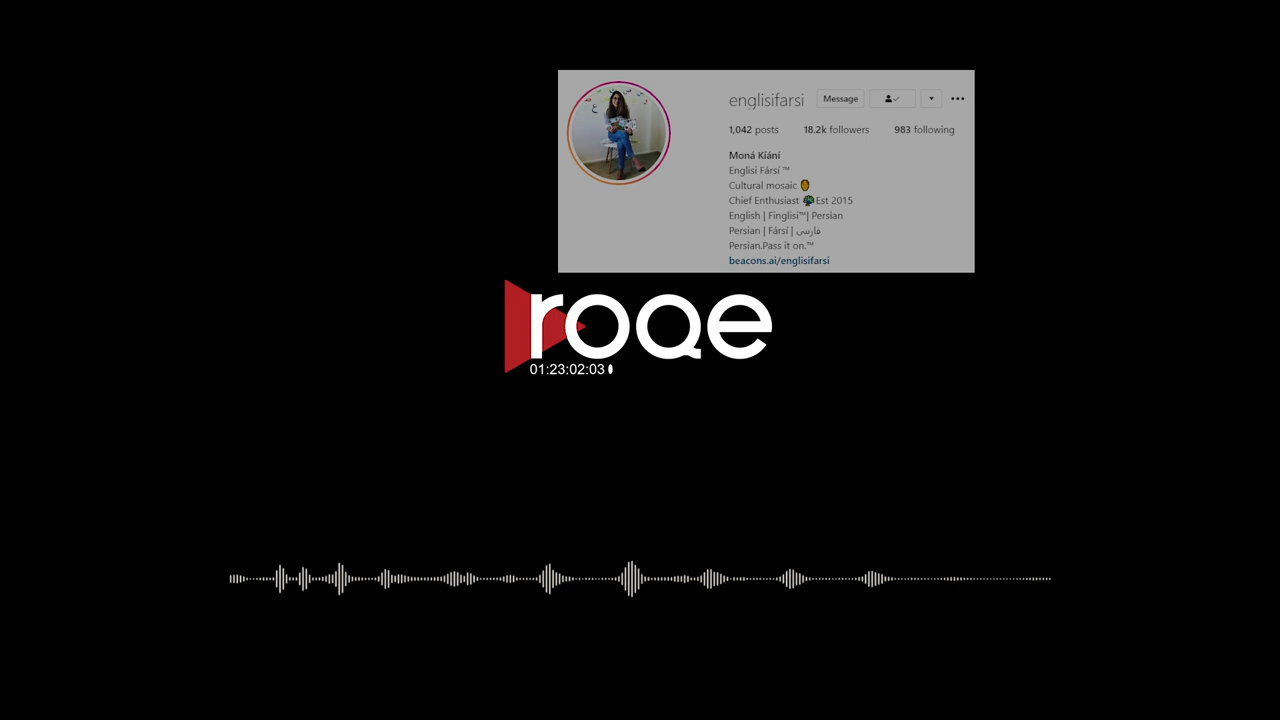 englisifarsi Message
1,042 posts 18.2k followers 983 following
Moná Kíání
Englisi Fársí ™
Cultural mosaic
Chief Enthusiast Est 2015
English | Finglisi™| Persian
Persian | Fársí | فارسی
Persian.Pass it on.™
beacons.ai/englisifarsi
roqe
01:23:02:03